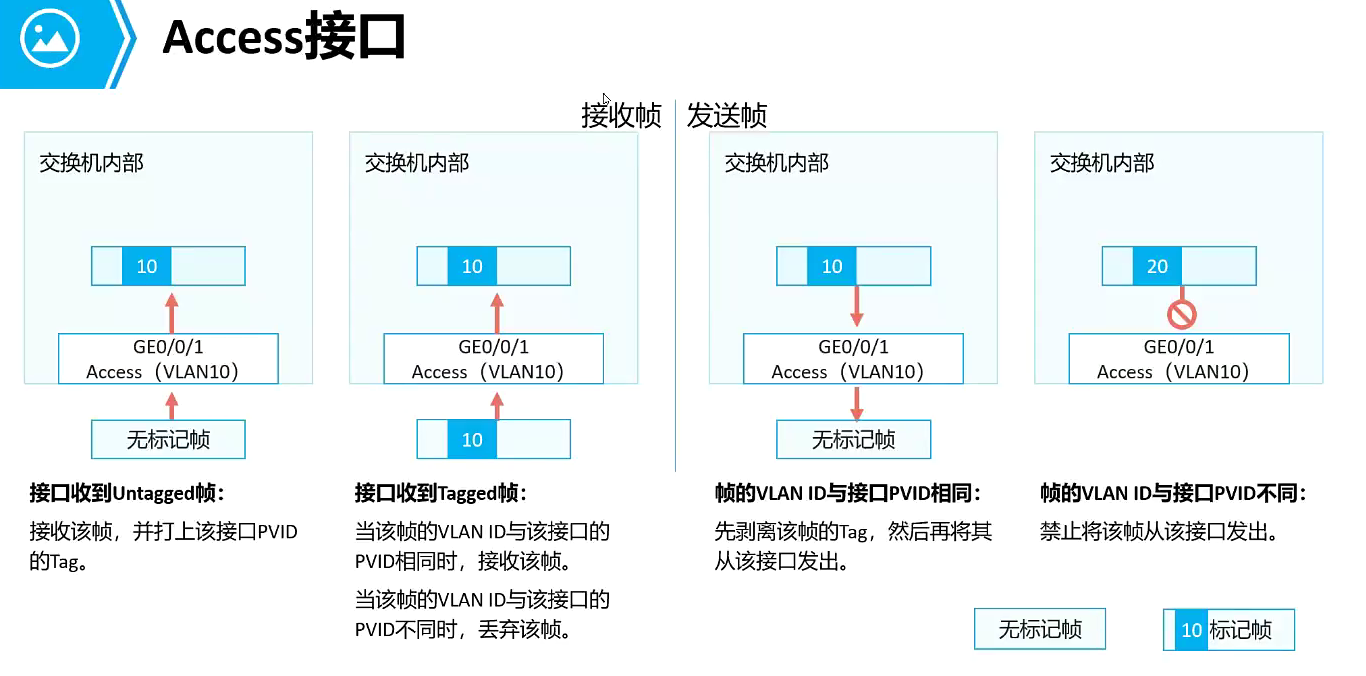 Access接口
接收帧
发送帧
交换机内部
10
GE0/0/1
Access（VLAN10）
无标记帧
接口收到Untagged帧：
接收该帧，并打上该接口PVID
的Tag。
交换机内部
10
GE0/0/1
Access（VLAN10）
10
接口收到Tagged帧：
当该帧的VLAN ID与该接口的
PVID相同时，接收该帧。
当该帧的VLAN ID与该接口的
PVID不同时，丢弃该帧。
交换机内部
10
GE0/0/1
Access（VLAN10）
无标记帧
帧的VLAN ID与接口PVID相同：
先剥离该帧的Tag，然后再将其
从该接口发出。
交换机内部
20
GE0/0/1
Access（VLAN10）
帧的VLAN ID与接口PVID不同：
禁止将该帧从该接口发出。
无标记帧
10 标记帧